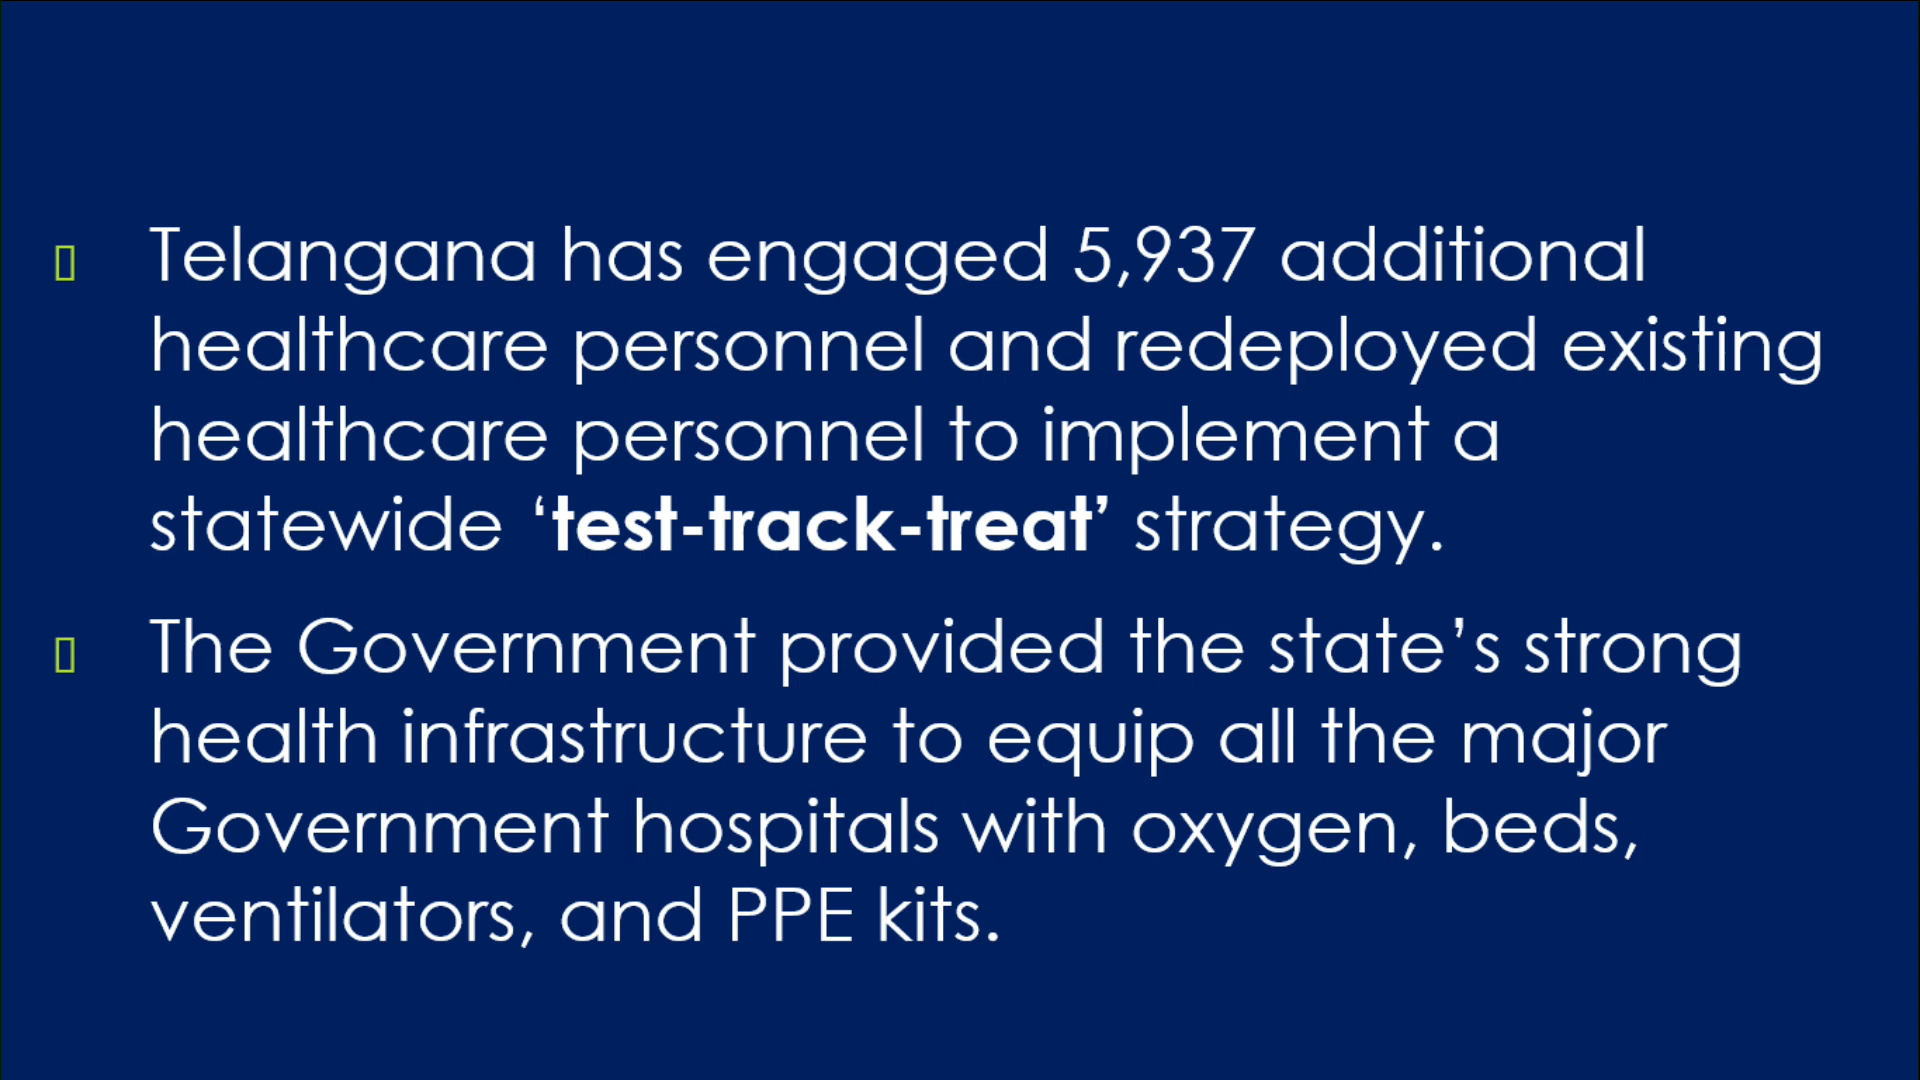 Telangana has engaged 5,937 additional
healthcare personnel and redeployed existing
healthcare personnel to implement a
statewide ‘test-track-treat’ strategy.
The Government provided the state’s strong
health infrastructure to equip all the major
Government hospitals with oxygen, beds,
ventilators, and PPE kits.